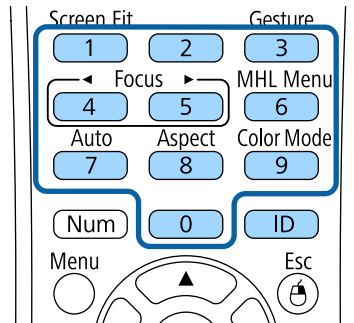 Screen Fit Gesture
1 2 3
◄ Focus ► MHL Menu
4 5 6
Auto Aspect Color Mode
7 8 9
Num 0 ID
Menu Esc